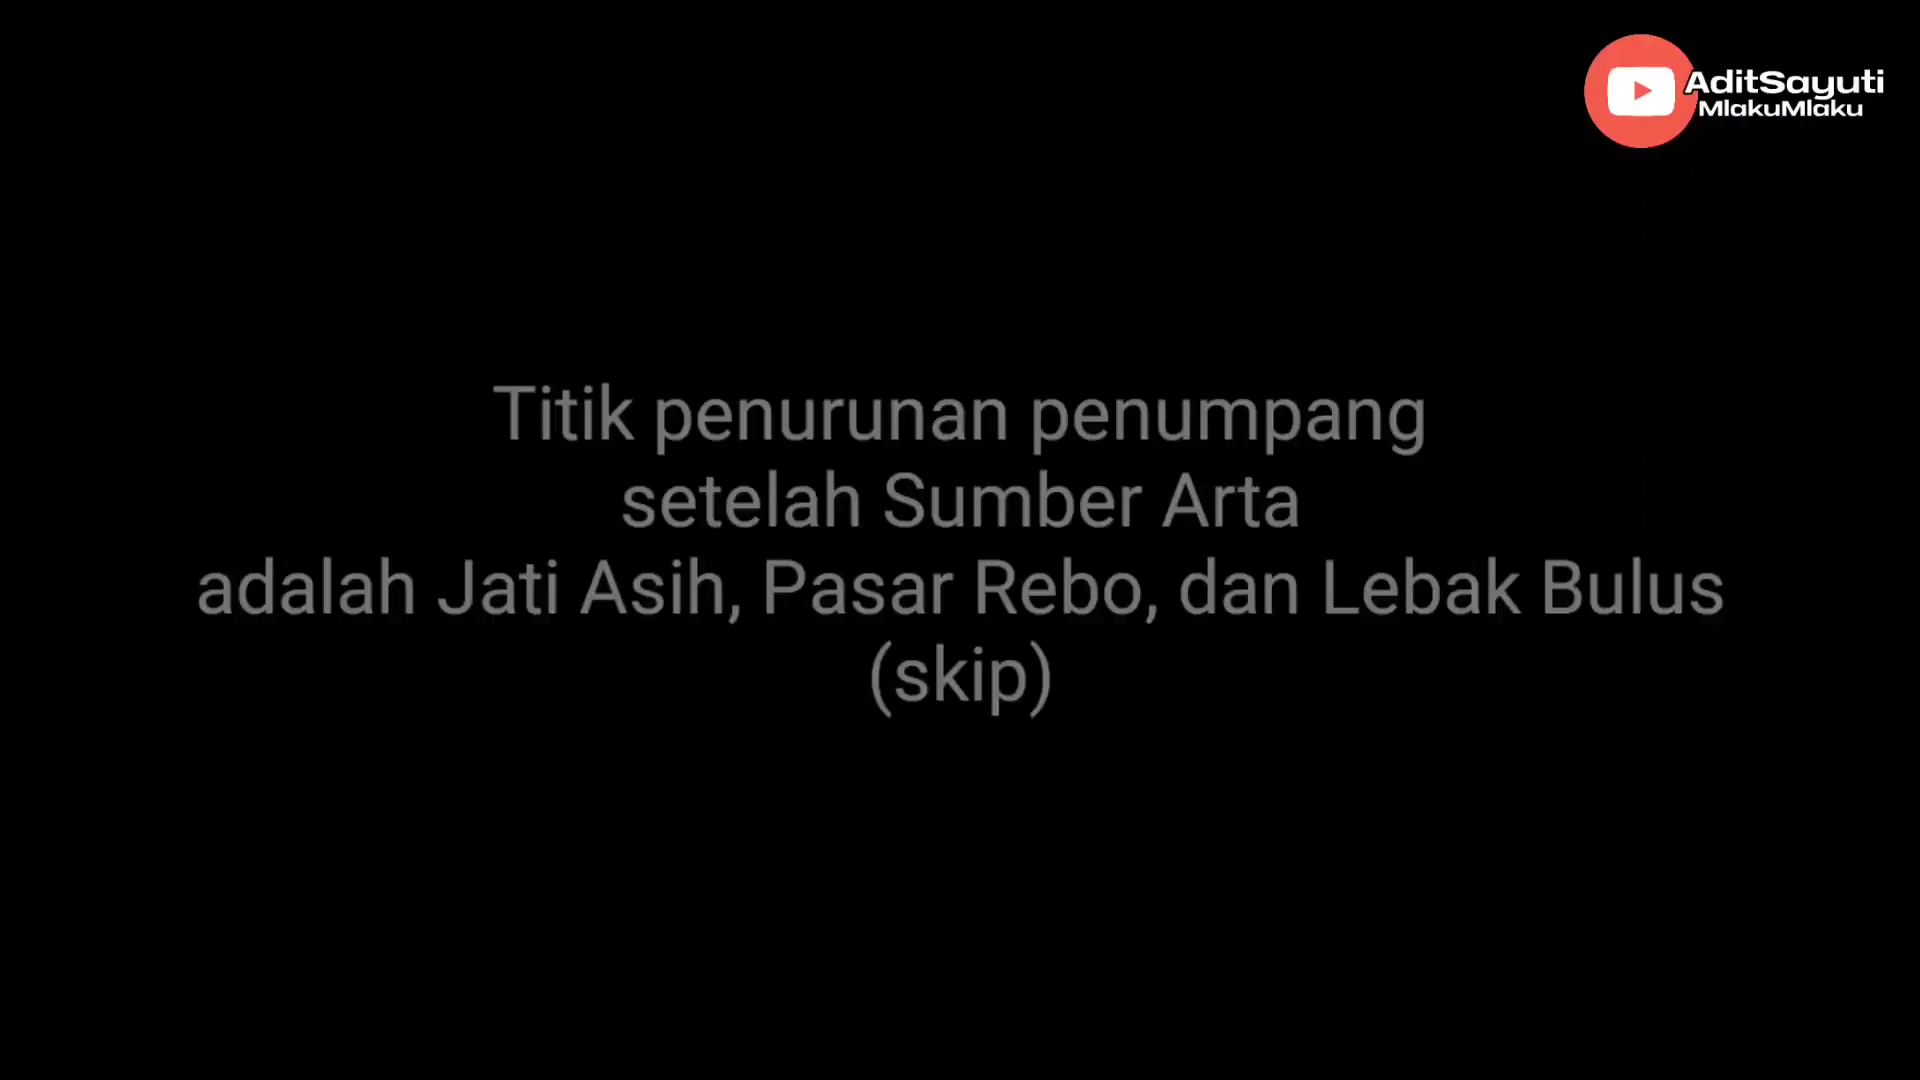 AditSayuti
MlakuMlaku
Titik penurunan penumpang
setelah Sumber Arta
adalah Jati Asih, Pasar Rebo, dan Lebak Bulus
(skip)